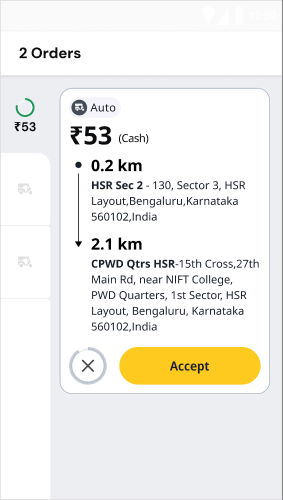 2 Orders
₹53
Auto
₹53 (Cash)
0.2 km
HSR Sec 2 - 130, Sector 3, HSR
Layout,Bengaluru,Karnataka
560102,India
2.1 km
CPWD Qtrs HSR-15th Cross,27th
Main Rd, near NIFT College,
PWD Quarters, 1st Sector, HSR
Layout, Bengaluru, Karnataka
560102,India
Accept